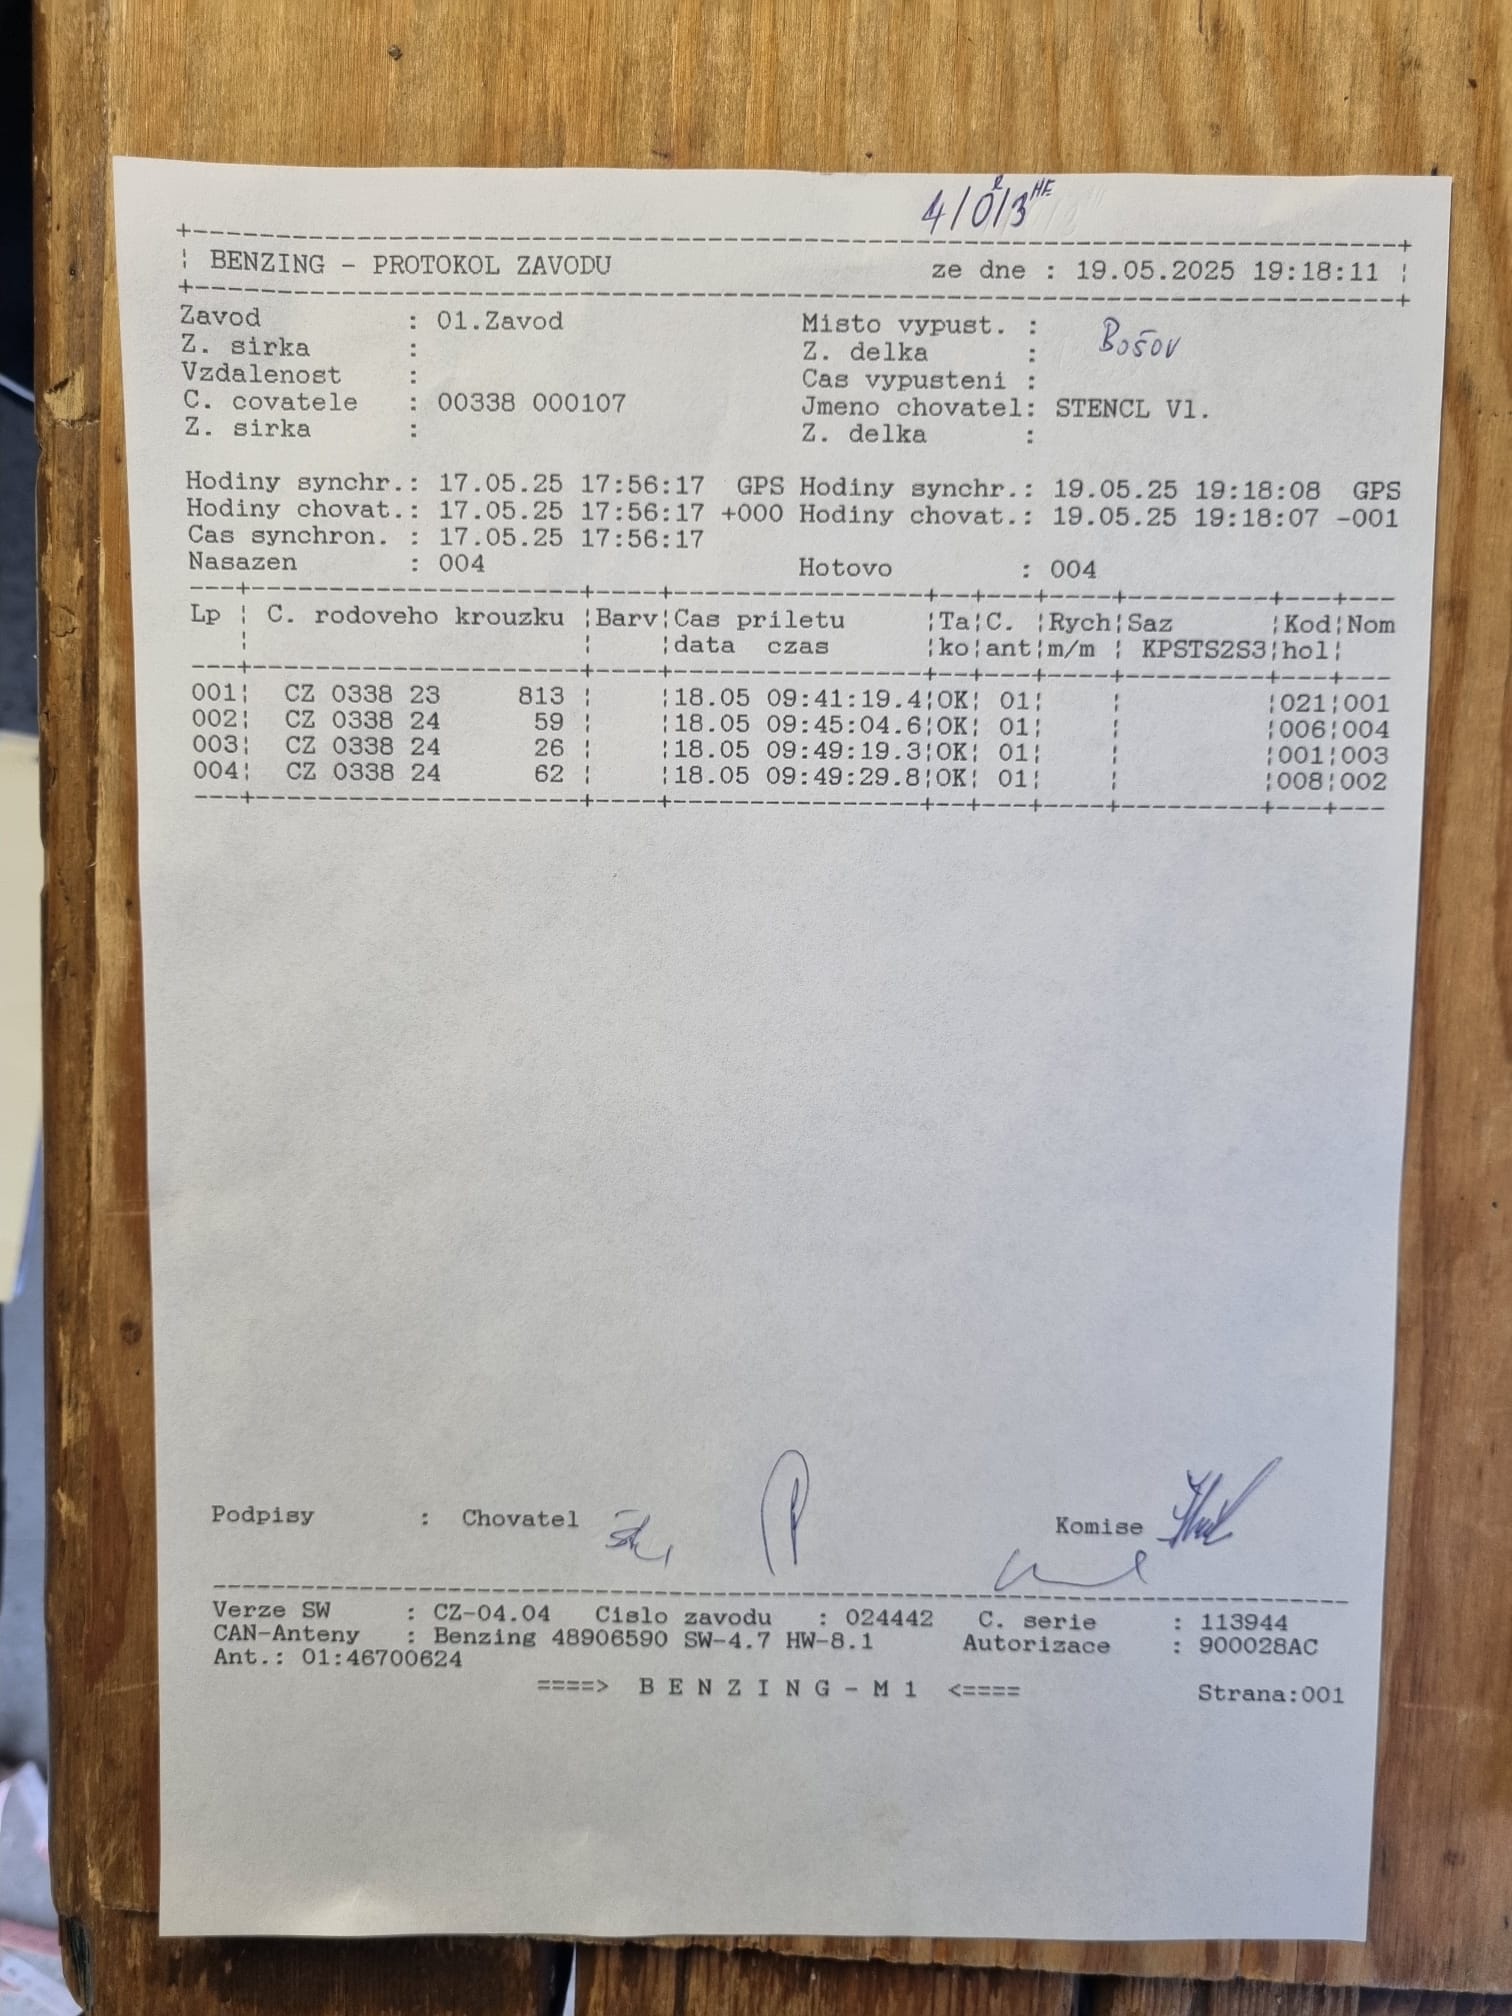 4/0/3 HE
BENZING - PROTOKOL ZAVODU ze dne : 19.05.2025 19:18:11
Zavod : 01.Zavod Misto vypust. : Bošov
Z. sirka : Z. delka :
Vzdalenost : Cas vypusteni :
C. covatele : 00338 000107 Jmeno chovatel: STENCL Vl.
Z. sirka : Z. delka :
Hodiny synchr.: 17.05.25 17:56:17 GPS Hodiny synchr.: 19.05.25 19:18:08 GPS
Hodiny chovat.: 17.05.25 17:56:17 +000 Hodiny chovat.: 19.05.25 19:18:07 -001
Cas synchron. : 17.05.25 17:56:17
Nasazen : 004 Hotovo : 004
Lp ¦ C. rodoveho krouzku ¦Barv¦Cas priletu ¦Ta¦C. ¦Rych¦Saz ¦Kod¦Nom
¦ ¦ ¦data czas ¦ko¦ant¦m/m ¦ KPSTS2S3¦hol¦
001¦ CZ 0338 23 813 ¦ ¦18.05 09:41:19.4¦OK¦ 01¦ ¦ ¦021¦001
002¦ CZ 0338 24 59 ¦ ¦18.05 09:45:04.6¦OK¦ 01¦ ¦ ¦006¦004
003¦ CZ 0338 24 26 ¦ ¦18.05 09:49:19.3¦OK¦ 01¦ ¦ ¦001¦003
004¦ CZ 0338 24 62 ¦ ¦18.05 09:49:29.8¦OK¦ 01¦ ¦ ¦008¦002
Podpisy : Chovatel Komise
Verze SW : CZ-04.04 Cislo zavodu : 024442 C. serie : 113944
CAN-Anteny : Benzing 48906590 SW-4.7 HW-8.1 Autorizace : 900028AC
Ant.: 01:46700624
====> B E N Z I N G - M 1 <==== Strana:001